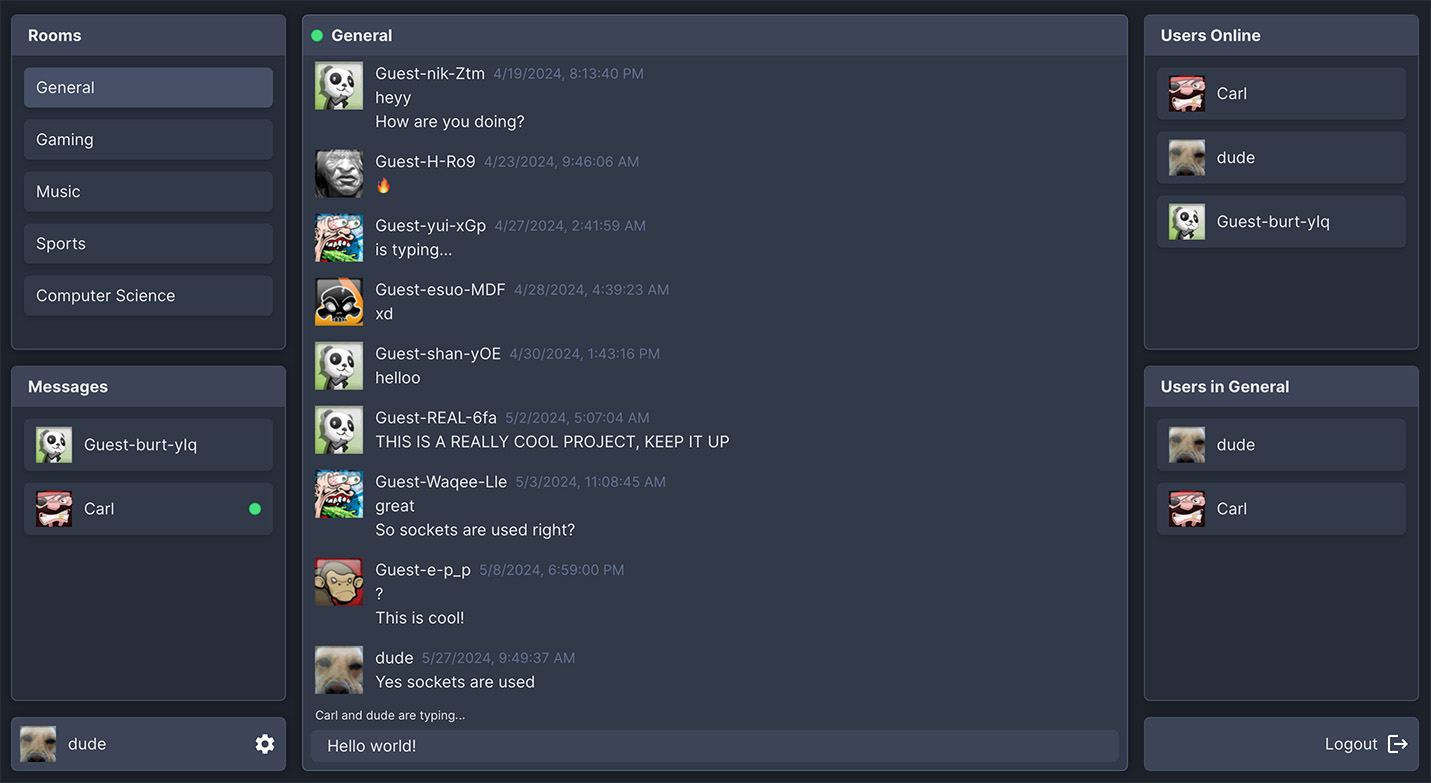 Rooms
General
Gaming
Music
Sports
Computer Science
Messages
Guest-burt-ylq
Carl
dude
General
Guest-nik-Ztm 4/19/2024, 8:13:40 PM
heyy
How are you doing?
Guest-H-Ro9 4/23/2024, 9:46:06 AM
🔥
Guest-yui-xGp 4/27/2024, 2:41:59 AM
is typing...
Guest-esuo-MDF 4/28/2024, 4:39:23 AM
xd
Guest-shan-yOE 4/30/2024, 1:43:16 PM
helloo
Guest-REAL-6fa 5/2/2024, 5:07:04 AM
THIS IS A REALLY COOL PROJECT, KEEP IT UP
Guest-Waqee-Lle 5/3/2024, 11:08:45 AM
great
So sockets are used right?
Guest-e-p_p 5/8/2024, 6:59:00 PM
?
This is cool!
dude 5/27/2024, 9:49:37 AM
Yes sockets are used
Carl and dude are typing...
Hello world!
Users Online
Carl
dude
Guest-burt-ylq
Users in General
dude
Carl
Logout